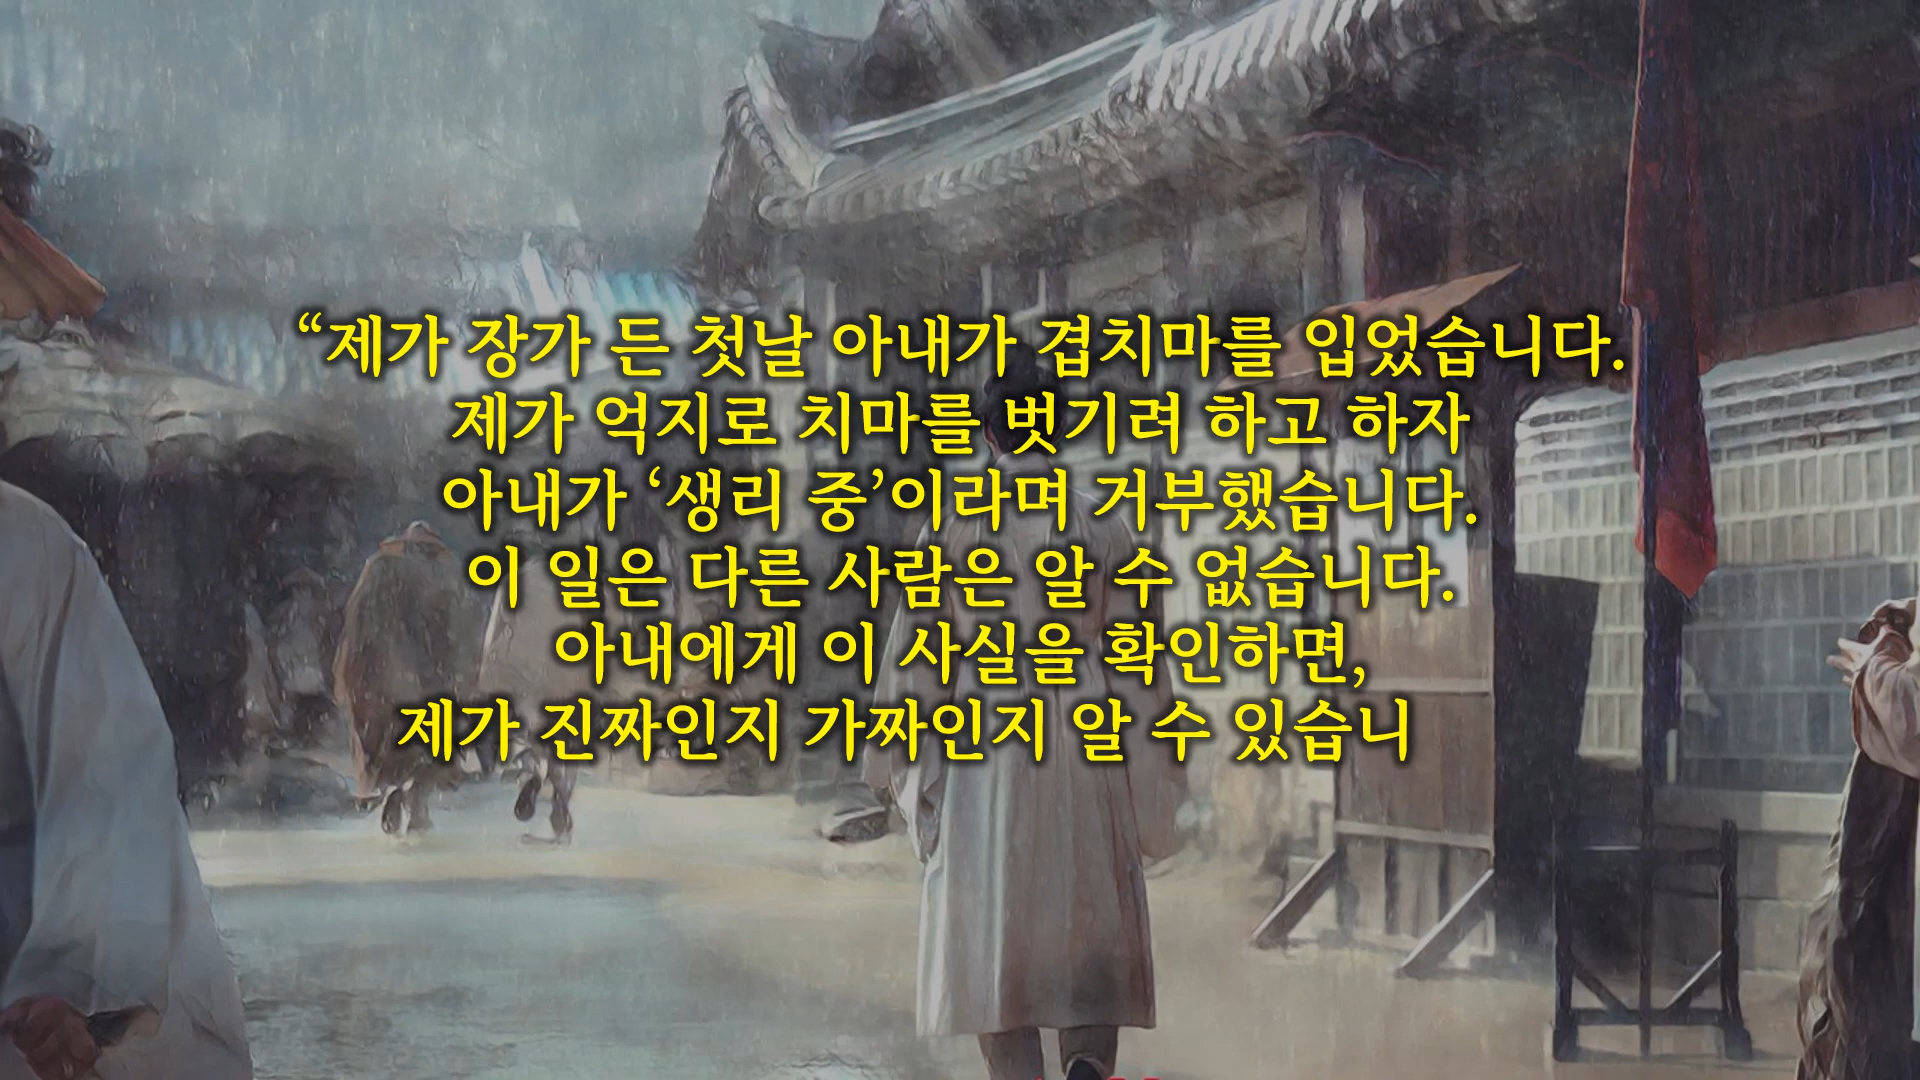 “제가 장가 든 첫날 아내가 겹치마를 입었습니다.
제가 억지로 치마를 벗기려 하고 하자
아내가 ‘생리 중’이라며 거부했습니다.
이 일은 다른 사람은 알 수 없습니다.
아내에게 이 사실을 확인하면,
제가 진짜인지 가짜인지 알 수 있습니